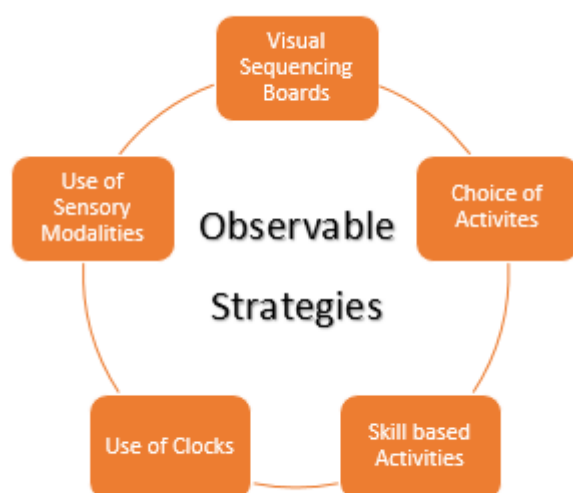 Visual
Sequencing
Boards
Use of
Sensory
Modalities
Choice of
Activites
Observable
Strategies
Use of Clocks
Skill based
Activities